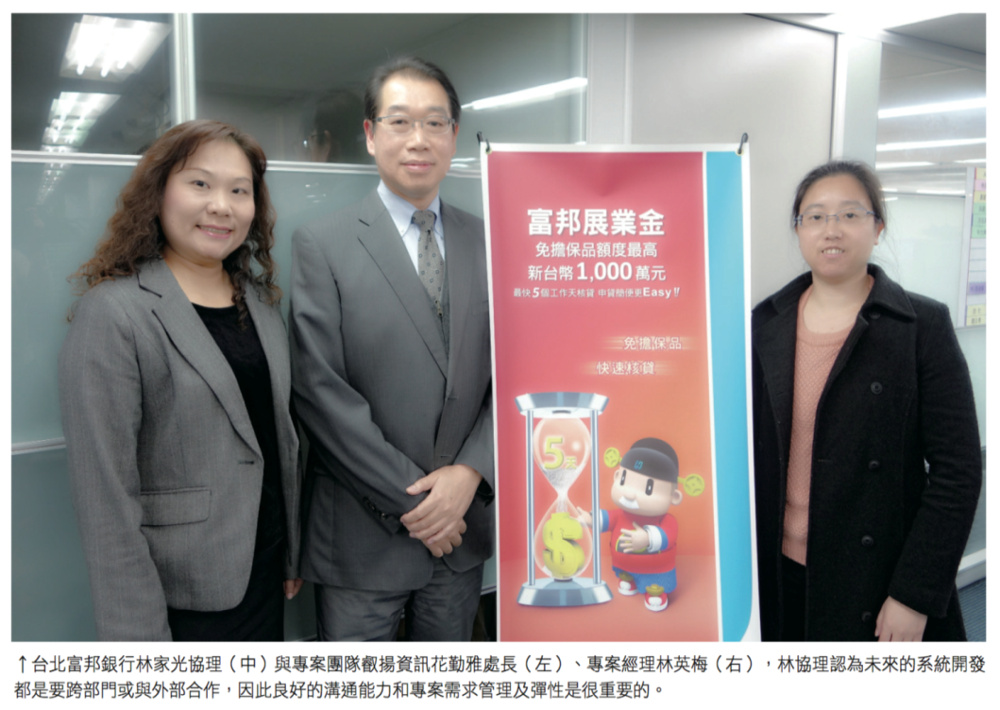 富邦展業金
免擔保品額度最高
新台幣1,000萬元
最快5個工作天核貸 申貸簡便更Easy!!
免擔保品
快速核貸
5元
$
↑台北富邦銀行林家光協理（中）與專案團隊叡揚資訊花勤雅處長（左）、專案經理林英梅（右），林協理認為未來的系統開發
都是要跨部門或與外部合作，因此良好的溝通能力和專案需求管理及彈性是很重要的。